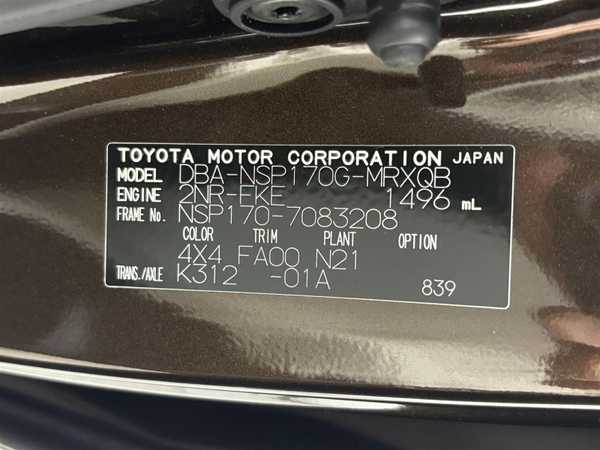 TOYOTA MOTOR CORPORATION JAPAN
MODEL DBA-NSP170G-MRXQB
ENGINE 2NR-FKE 1496 mL
FRAME No. NSP170-7083208
COLOR TRIM PLANT OPTION
4X4 FA00 N21
TRANS./AXLE K312 -01A 839